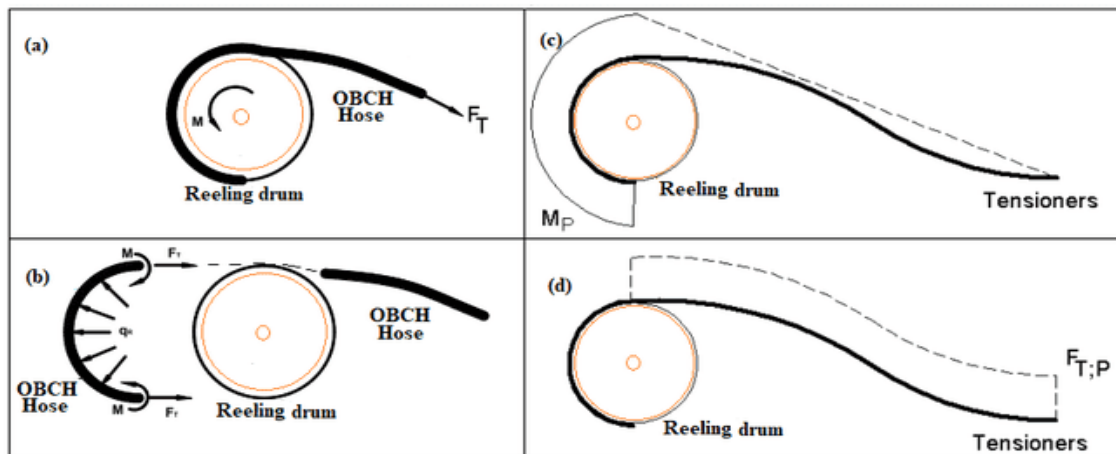 (a)
M
OBCH
Hose
F_T
Reeling drum
(c)
M_P
Reeling drum
Tensioners
(b)
M
F_T
q_R
OBCH
Hose
OBCH
Hose
M
F_T
Reeling drum
(d)
F_T;P
Reeling drum
Tensioners